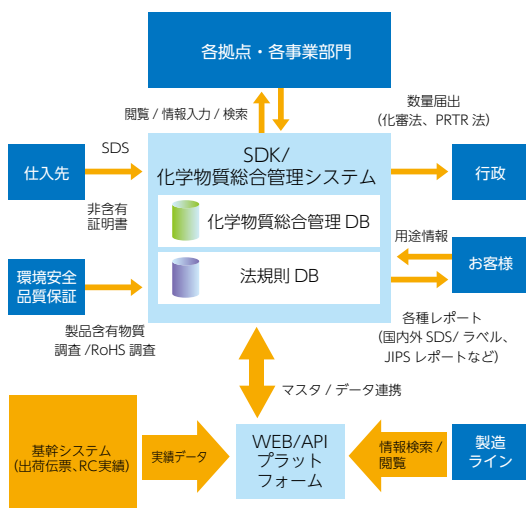 各拠点・各事業部門
閲覧 / 情報入力 / 検索
数量届出
(化審法、PRTR 法)
SDS
仕入先
非含有
証明書
SDK/
化学物質総合管理システム
化学物質総合管理 DB
法規則 DB
行政
用途情報
お客様
環境安全
品質保証
製品含有物質
調査 /RoHS 調査
各種レポート
(国内外 SDS/ ラベル、
JIPS レポートなど)
マスタ / データ連携
基幹システム
(出荷伝票、RC実績)
実績データ
WEB/API
プラット
フォーム
情報検索 /
閲覧
製造
ライン